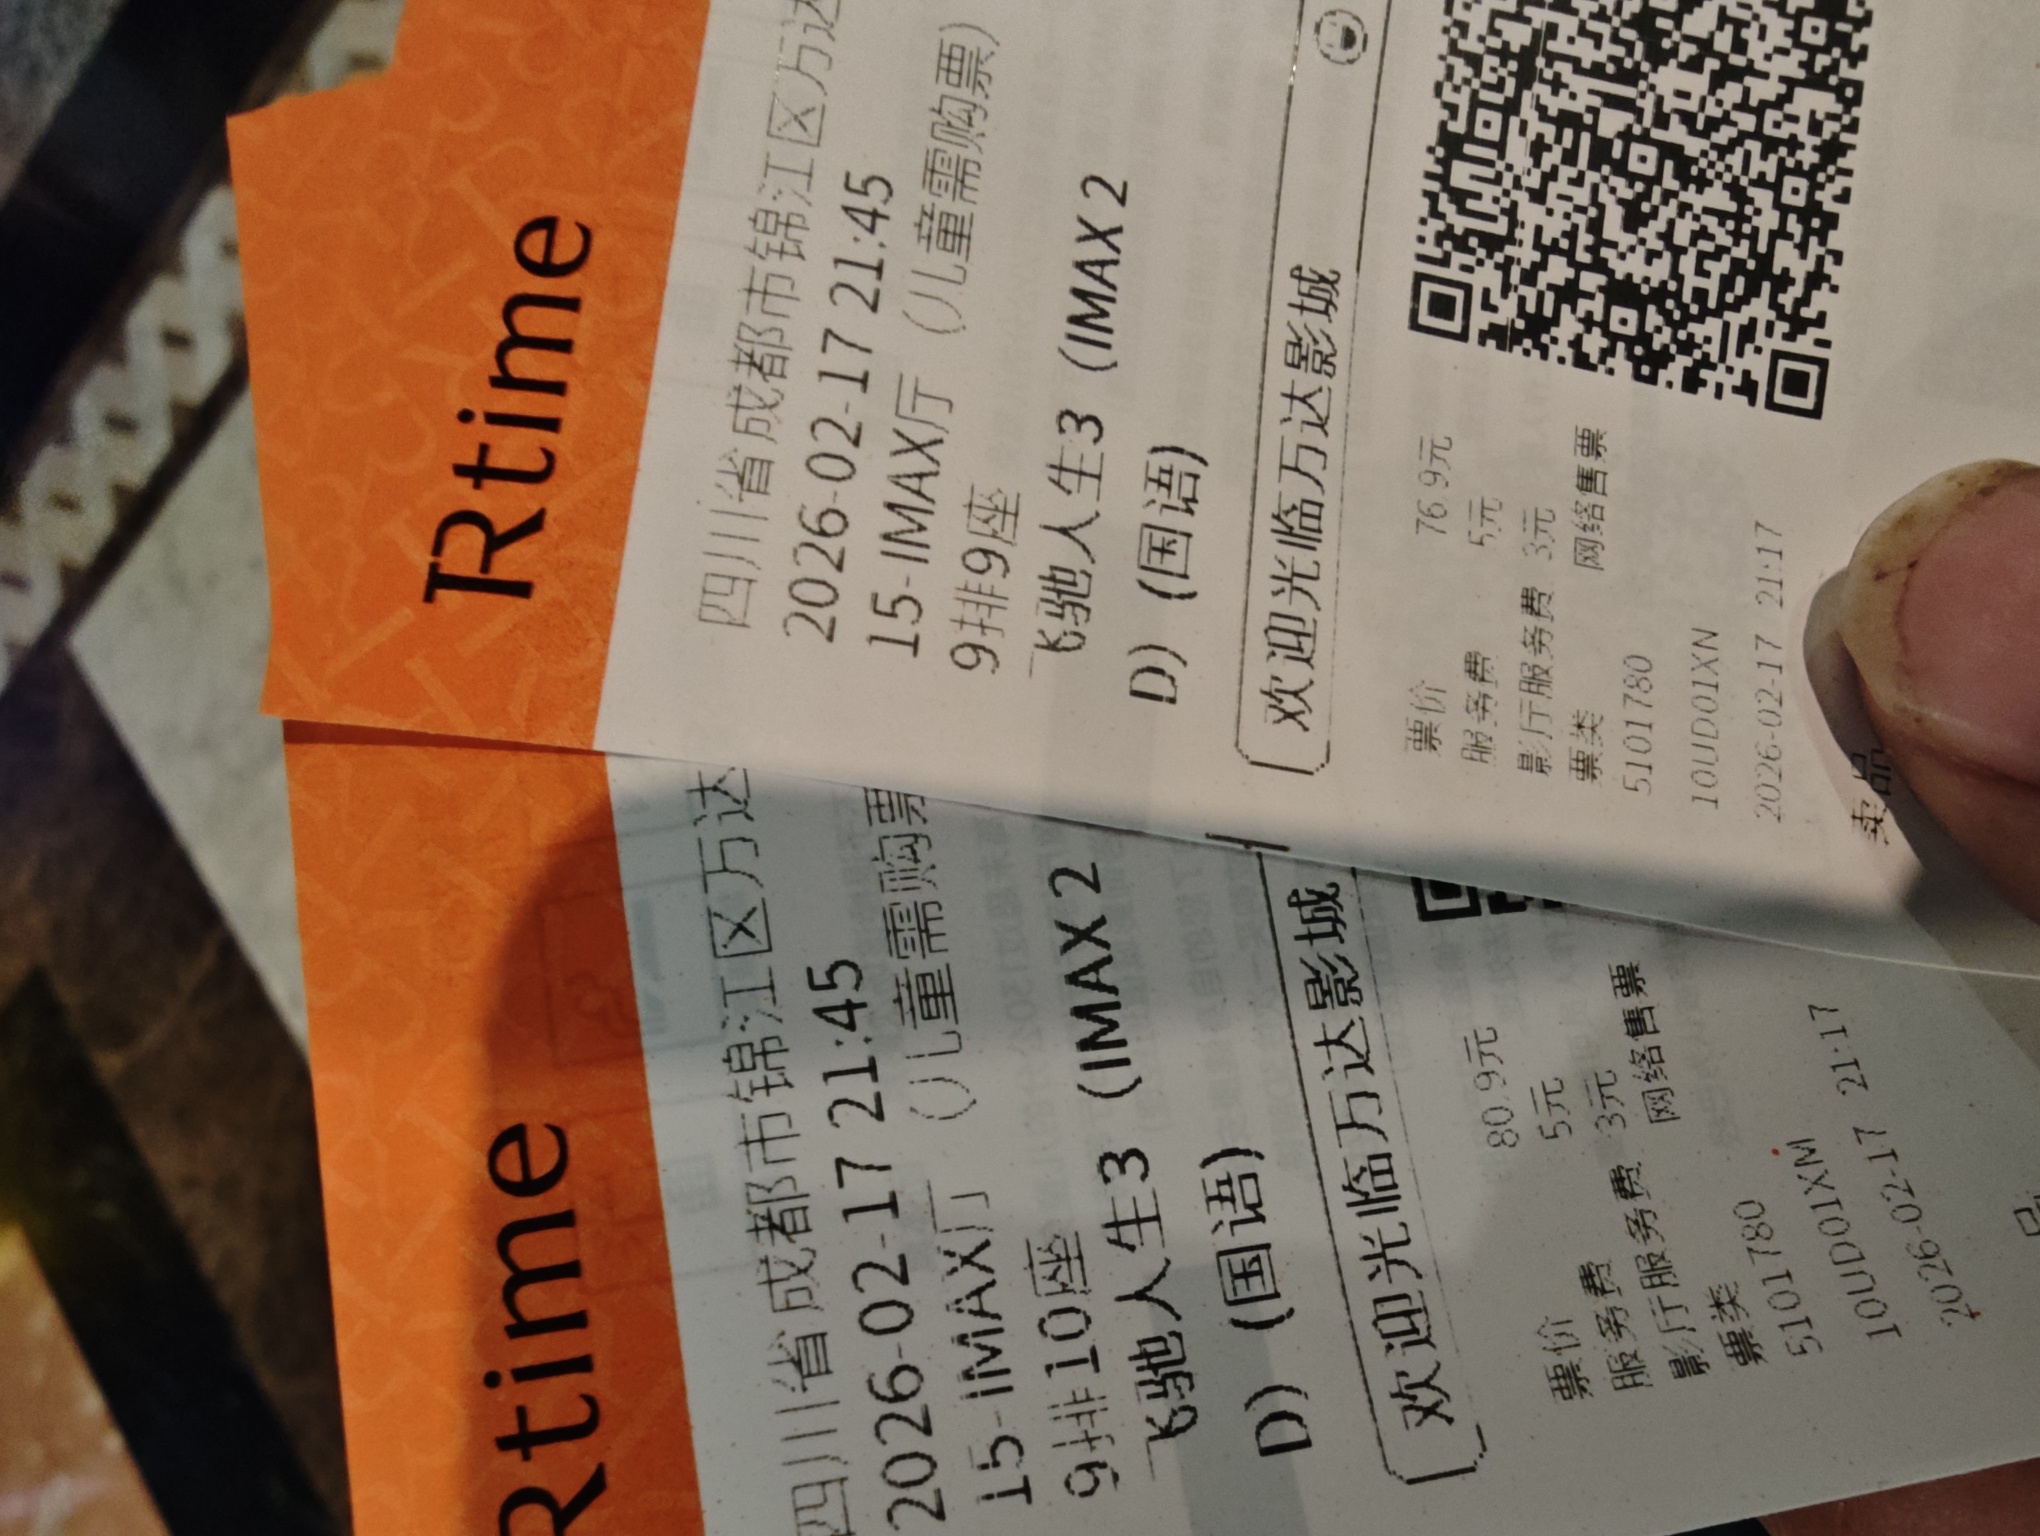 Rtime
四川省成都市锦江区万达
2026-02-17 21:45
15-IMAX厅 (儿童需购票)
9排9座
飞驰人生3 (IMAX 2
D) (国语)
欢迎光临万达影城
票价 76.9元
服务费 5元
影厅服务费 3元
票类 网络售票
5101780
10UD01XN
2026-02-17 21:17
卖品
Rtime
四川省成都市锦江区万达
2026-02-17 21:45
15-IMAX厅 (儿童需购票
9排10座
飞驰人生3 (IMAX 2
D) (国语)
欢迎光临万达影城
票价 80.9元
服务费 5元
影厅服务费 3元
票类 网络售票
5101780
10UD01XM
2026-02-17 21:17
品